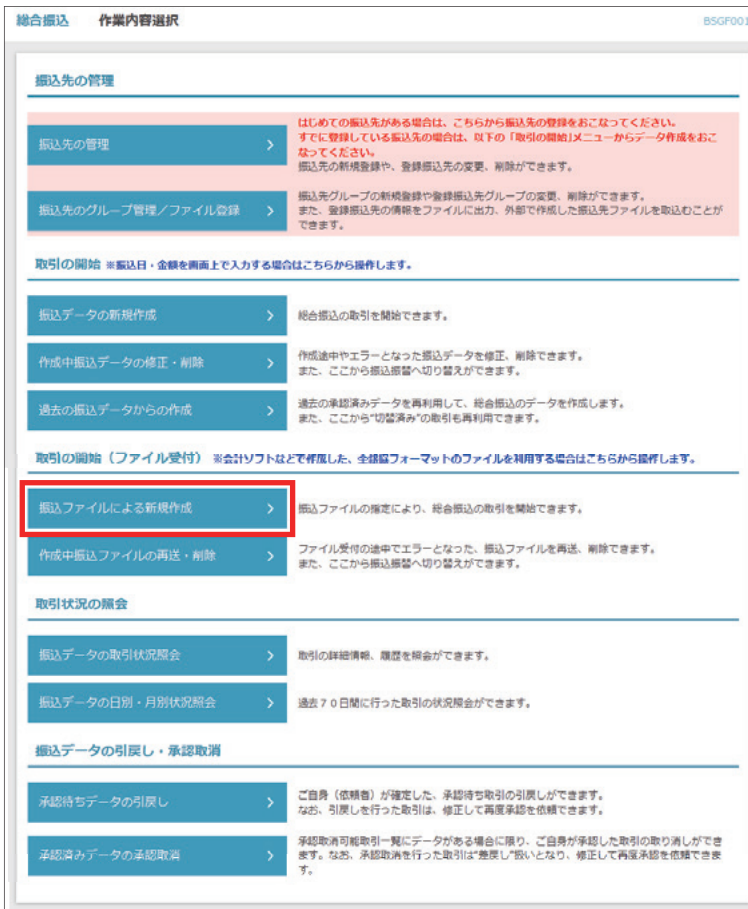 総合振込 作業内容選択 BSGF001
振込先の管理
振込先の管理
はじめての振込先がある場合は、こちらから振込先の登録をおこなってください。
すでに登録している振込先の場合は、以下の「取引の開始」メニューからデータ作成をおこ
なってください。
振込先の新規登録や、登録振込先の変更、削除ができます。
振込先のグループ管理／ファイル登録
振込先グループの新規登録や登録振込先グループの変更、削除ができます。
また、登録振込先の情報をファイルに出力、外部で作成した振込先ファイルを取込むことが
できます。
取引の開始 ※振込日・金額を画面上で入力する場合はこちらから操作します。
振込データの新規作成
総合振込の取引を開始できます。
作成中振込データの修正・削除
作成途中やエラーとなった振込データを修正、削除できます。
また、ここから振込振替へ切り替えができます。
過去の振込データからの作成
過去の承認済みデータを再利用して、総合振込のデータを作成します。
また、ここから“切替済み”の取引も再利用できます。
取引の開始（ファイル受付） ※会計ソフトなどで作成した、全銀協フォーマットのファイルを利用する場合はこちらから操作します。
振込ファイルによる新規作成
振込ファイルの指定により、総合振込の取引を開始できます。
作成中振込ファイルの再送・削除
ファイル受付の途中でエラーとなった、振込ファイルを再送、削除できます。
また、ここから振込振替へ切り替えができます。
取引状況の照会
振込データの取引状況照会
取引の詳細情報、履歴を照会ができます。
振込データの日別・月別状況照会
過去７０日間に行った取引の状況照会ができます。
振込データの引戻し・承認取消
承認待ちデータの引戻し
ご自身（依頼者）が確定した、承認待ち取引の引戻しができます。
なお、引戻しを行った取引は、修正して再度承認を依頼できます。
承認済みデータの承認取消
承認取消可能取引一覧にデータがある場合に限り、ご自身が承認した取引の取り消しができ
ます。なお、承認取消を行った取引は“差戻し”扱いとなり、修正して再度承認を依頼できま
す。